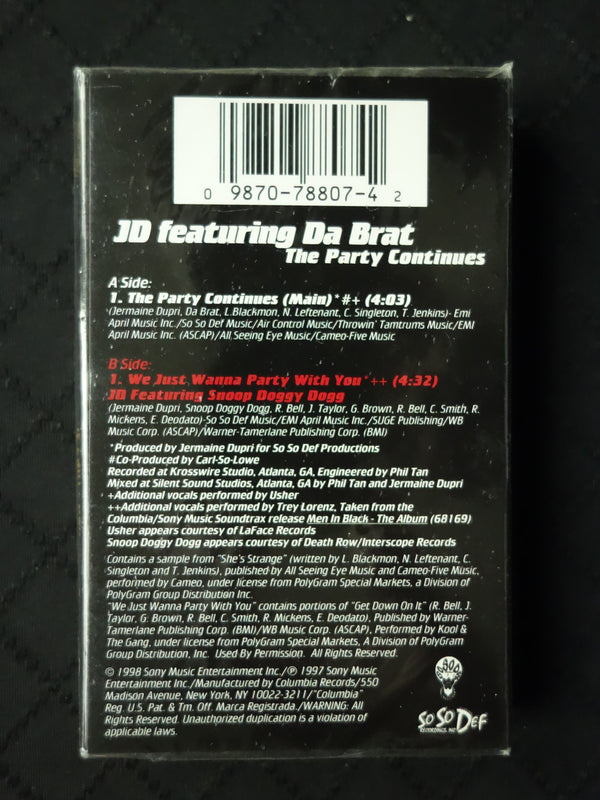 0 9870-78807-4 2
JD featuring Da Brat
The Party Continues
A Side:
1. The Party Continues (Main)*#+ (4:03)
(Jermaine Dupri, Da Brat, L.Blackmon, N. Leftenant, C. Singleton, T. Jenkins)- Emi
April Music Inc./So So Def Music/Air Control Music/Throwin' Tamtrums Music/EMI
April Music Inc. (ASCAP)/All Seeing Eye Music/Cameo-Five Music
B Side:
1. We Just Wanna Party With You*++ (4:32)
JD Featuring Snoop Doggy Dogg
(Jermaine Dupri, Snoop Doggy Dogg, R. Bell, J. Taylor, G. Brown, R. Bell, C. Smith, R.
Mickens, E. Deodato)-So So Def Music/EMI April Music Inc./SUGE Publishing/WB
Music Corp. (ASCAP)/Warner-Tamerlane Publishing Corp. (BMI)
*Produced by Jermaine Dupri for So So Def Productions
#Co-Produced by Carl-So-Lowe
Recorded at Krosswire Studio, Atlanta, GA, Engineered by Phil Tan
Mixed at Silent Sound Studios, Atlanta, GA by Phil Tan and Jermaine Dupri
+Additional vocals performed by Usher
++Additional vocals performed by Trey Lorenz, Taken from the
Columbia/Sony Music Soundtrax release Men In Black - The Album (68169)
Usher appears courtesy of LaFace Records
Snoop Doggy Dogg appears courtesy of Death Row/Interscope Records
Contains a sample from "She's Strange" (written by L. Blackmon, N. Leftenant, C.
Singleton and T. Jenkins), published by All Seeing Eye Music and Cameo-Five Music,
performed by Cameo, under license from PolyGram Special Markets, a Division of
PolyGram Group Distribution Inc.
"We Just Wanna Party With You" contains portions of "Get Down On It" (R. Bell, J.
Taylor, G. Brown, R. Bell, C. Smith, R. Mickens, E. Deodato), Published by Warner-
Tamerlane Publishing Corp. (BMI)/WB Music Corp. (ASCAP), Performed by Kool &
The Gang, under license from PolyGram Special Markets, A Division of PolyGram
Group Distribution, Inc. Used By Permission. All Rights Reserved.
© 1998 Sony Music Entertainment Inc./℗ 1997 Sony Music
Entertainment Inc./Manufactured by Columbia Records/550
Madison Avenue, New York, NY 10022-3211/"Columbia"
Reg. U.S. Pat. & Tm. Off. Marca Registrada./WARNING: All
Rights Reserved. Unauthorized duplication is a violation of
applicable laws.
So So Def
RECORDINGS, INC.